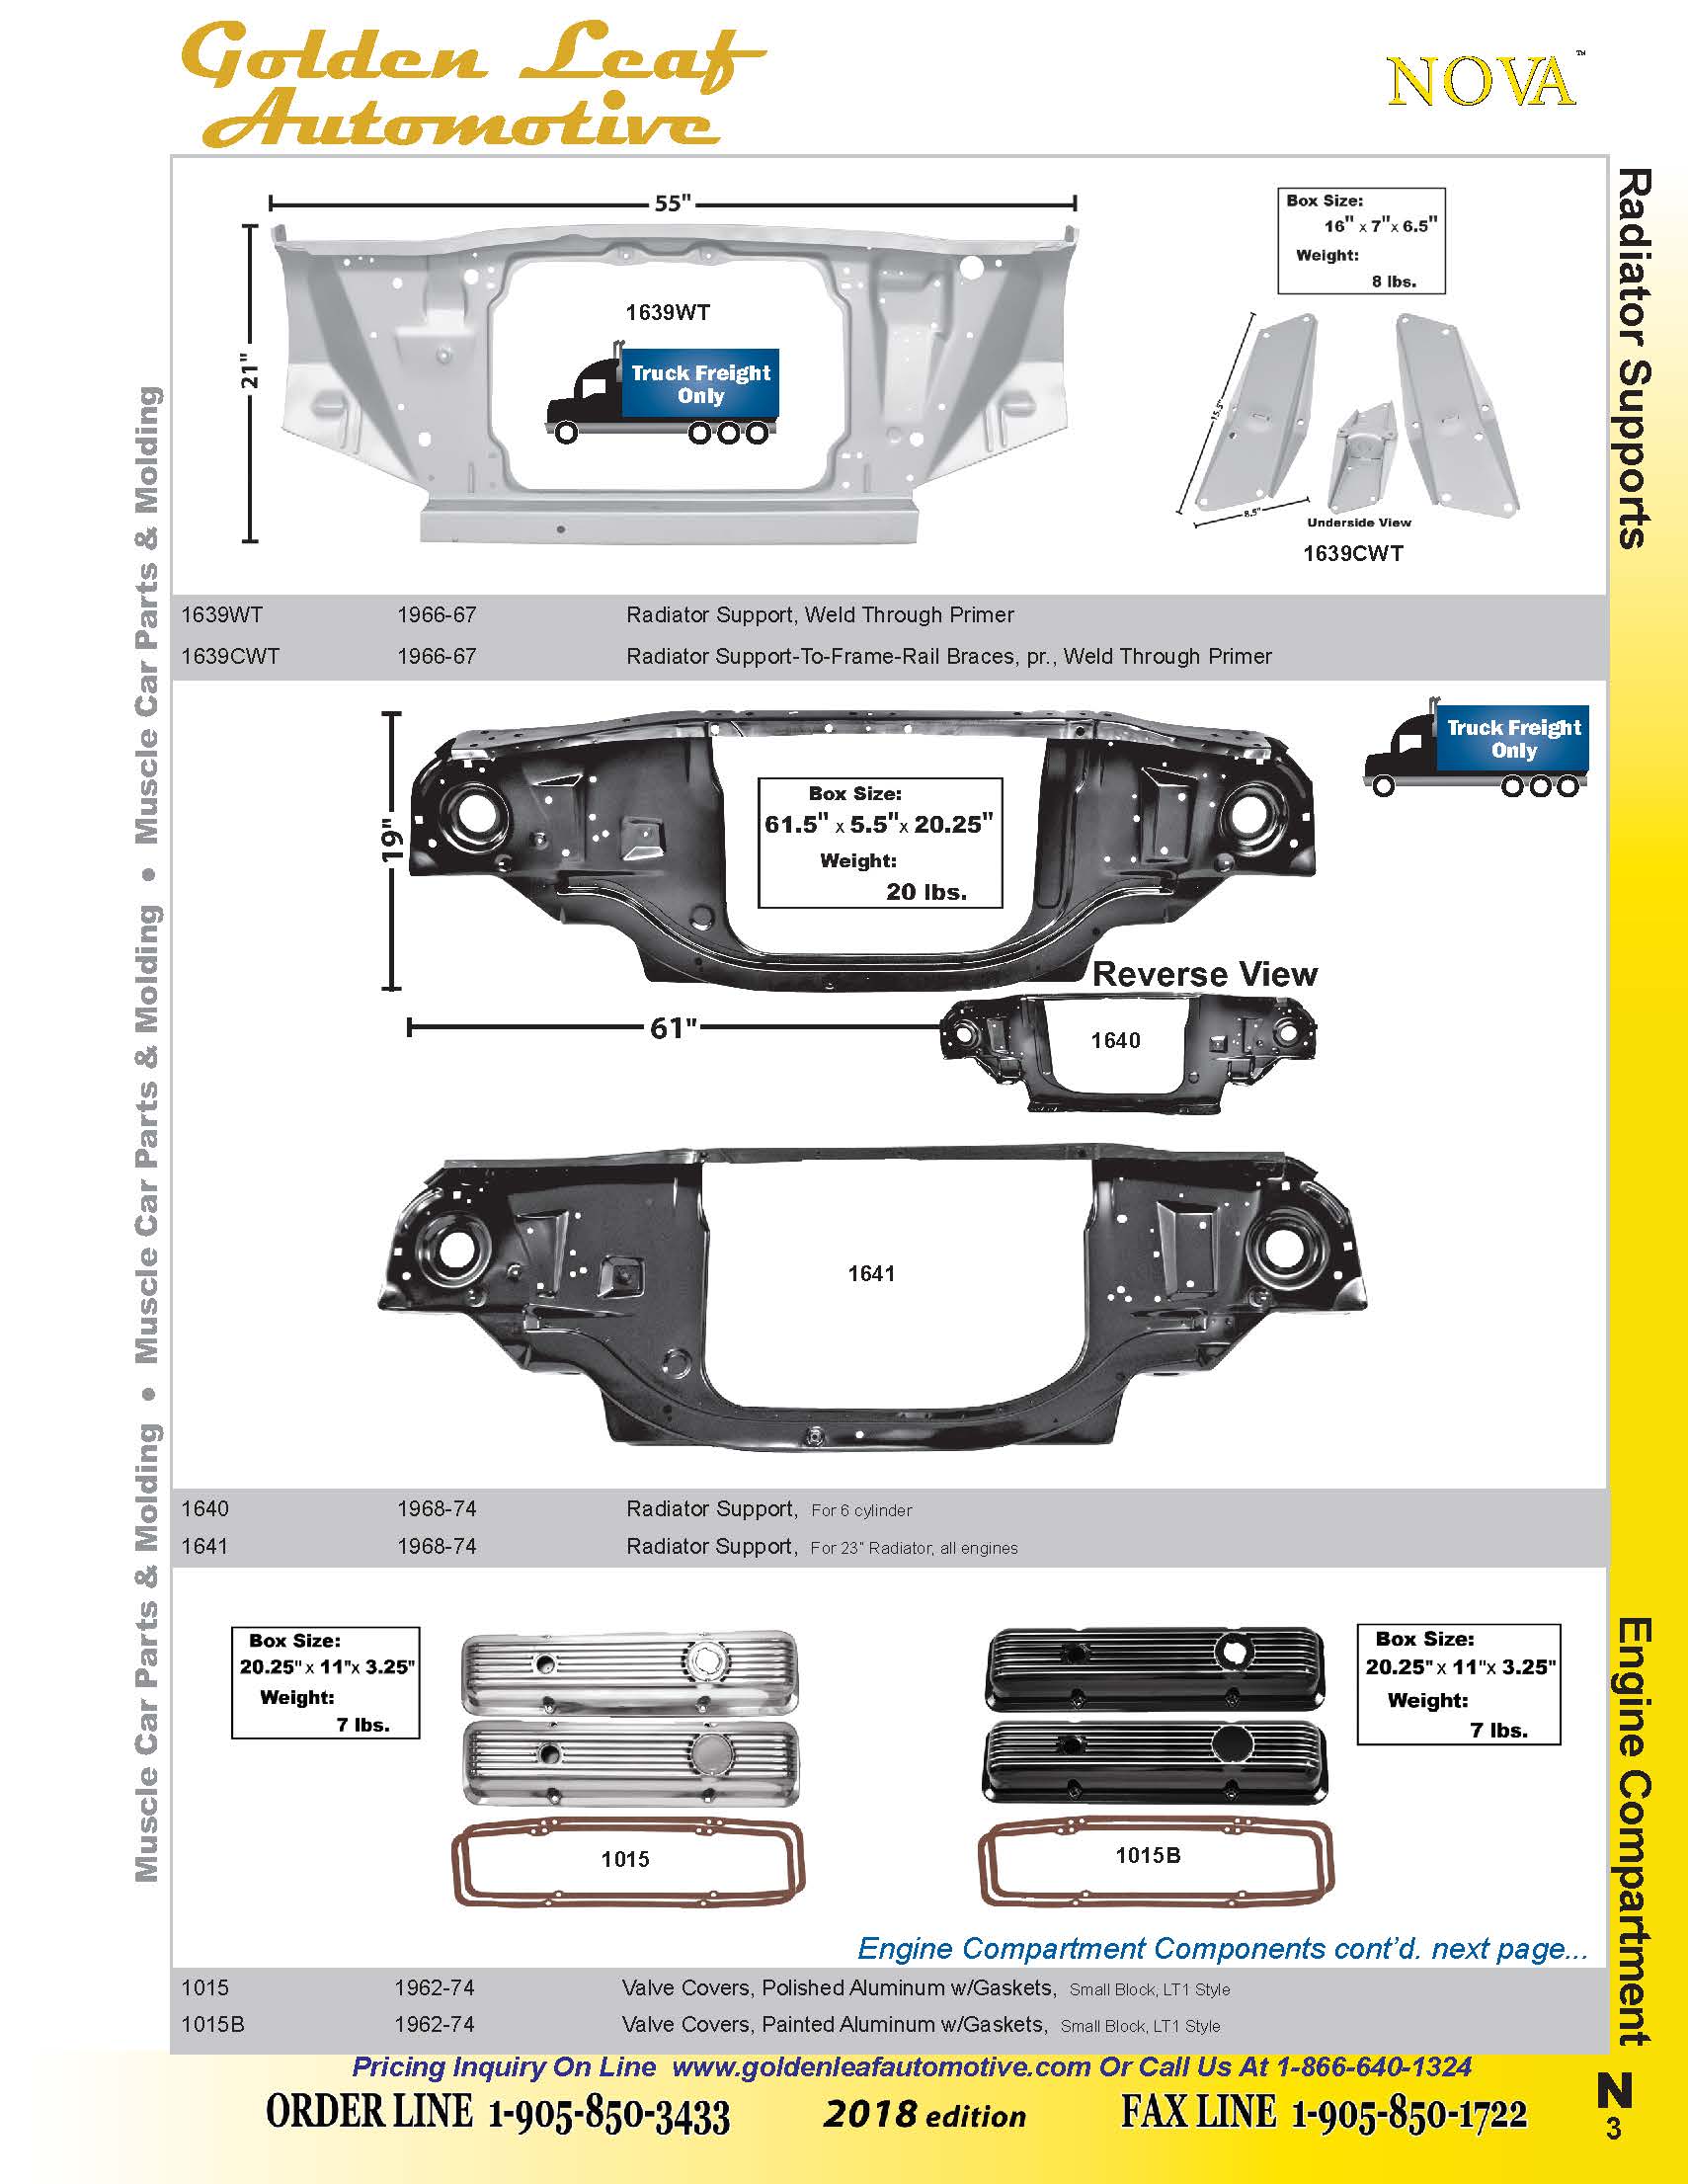 Golden Leaf
Automotive
NOVA™
Radiator Supports
Muscle Car Parts & Molding • Muscle Car Parts & Molding • Muscle Car Parts & Molding
55"
21"
1639WT
Truck Freight
Only
Box Size:
16" x 7" x 6.5"
Weight:
8 lbs.
15.5"
8.5"
Underside View
1639CWT
1639WT 1966-67 Radiator Support, Weld Through Primer
1639CWT 1966-67 Radiator Support-To-Frame-Rail Braces, pr., Weld Through Primer
Truck Freight
Only
19"
Box Size:
61.5" x 5.5" x 20.25"
Weight:
20 lbs.
Reverse View
61"
1640
1641
1640 1968-74 Radiator Support, For 6 cylinder
1641 1968-74 Radiator Support, For 23" Radiator, all engines
Engine Compartment
Box Size:
20.25" x 11" x 3.25"
Weight:
7 lbs.
1015
Box Size:
20.25" x 11" x 3.25"
Weight:
7 lbs.
1015B
Engine Compartment Components cont'd. next page...
1015 1962-74 Valve Covers, Polished Aluminum w/Gaskets, Small Block, LT1 Style
1015B 1962-74 Valve Covers, Painted Aluminum w/Gaskets, Small Block, LT1 Style
Pricing Inquiry On Line www.goldenleafautomotive.com Or Call Us At 1-866-640-1324
ORDER LINE 1-905-850-3433 2018 edition FAX LINE 1-905-850-1722
N
3